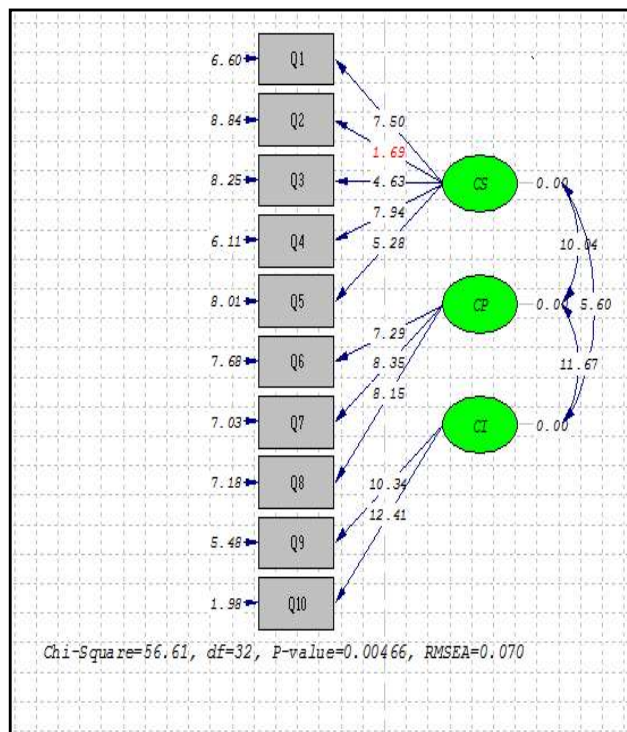 6.60 Q1
7.50
8.84 Q2
1.69
8.25 Q3 4.63 CS 0.00
6.11 Q4 7.94
10.04
5.28
8.01 Q5 CP 0.00 5.60
7.29
7.68 Q6 8.35 11.67
8.15
7.03 Q7 CI 0.00
7.18 Q8 10.34
12.41
5.48 Q9
1.98 Q10
Chi-Square=56.61, df=32, P-value=0.00466, RMSEA=0.070